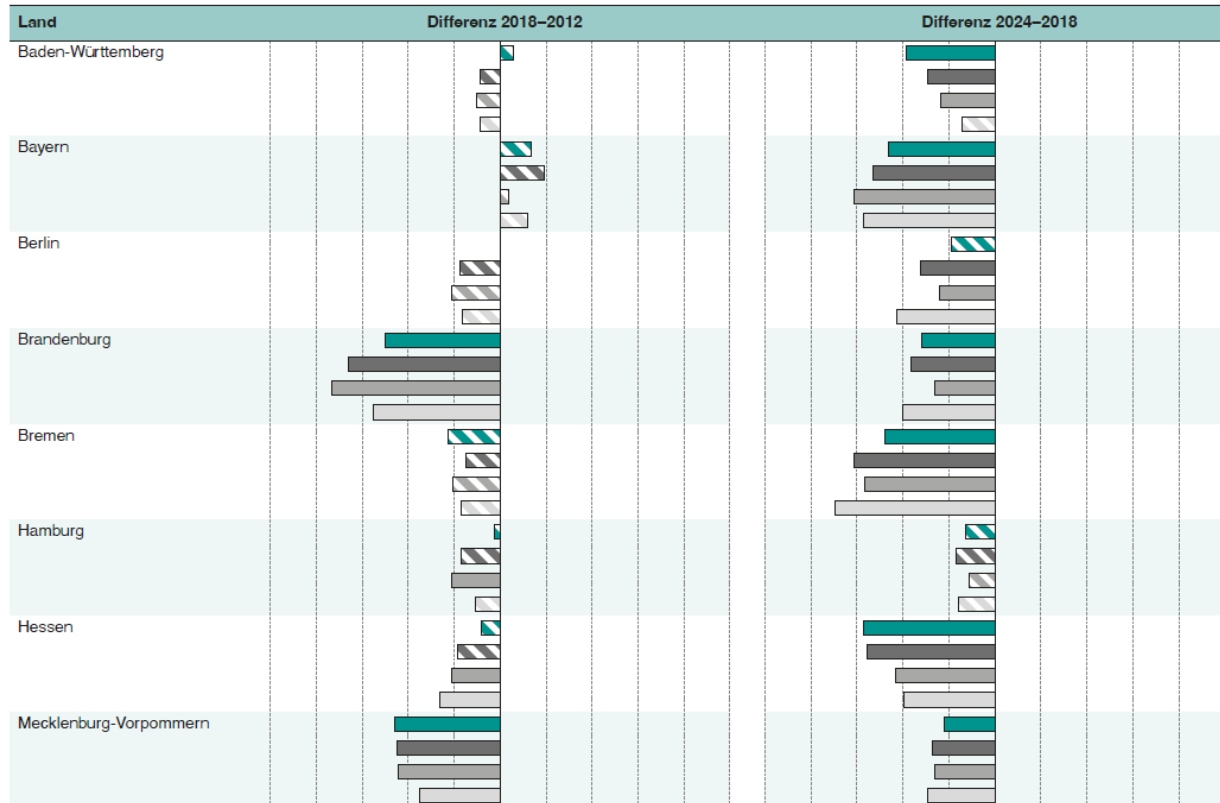 Land Differenz 2018–2012 Differenz 2024–2018
Baden-Württemberg
Bayern
Berlin
Brandenburg
Bremen
Hamburg
Hessen
Mecklenburg-Vorpommern